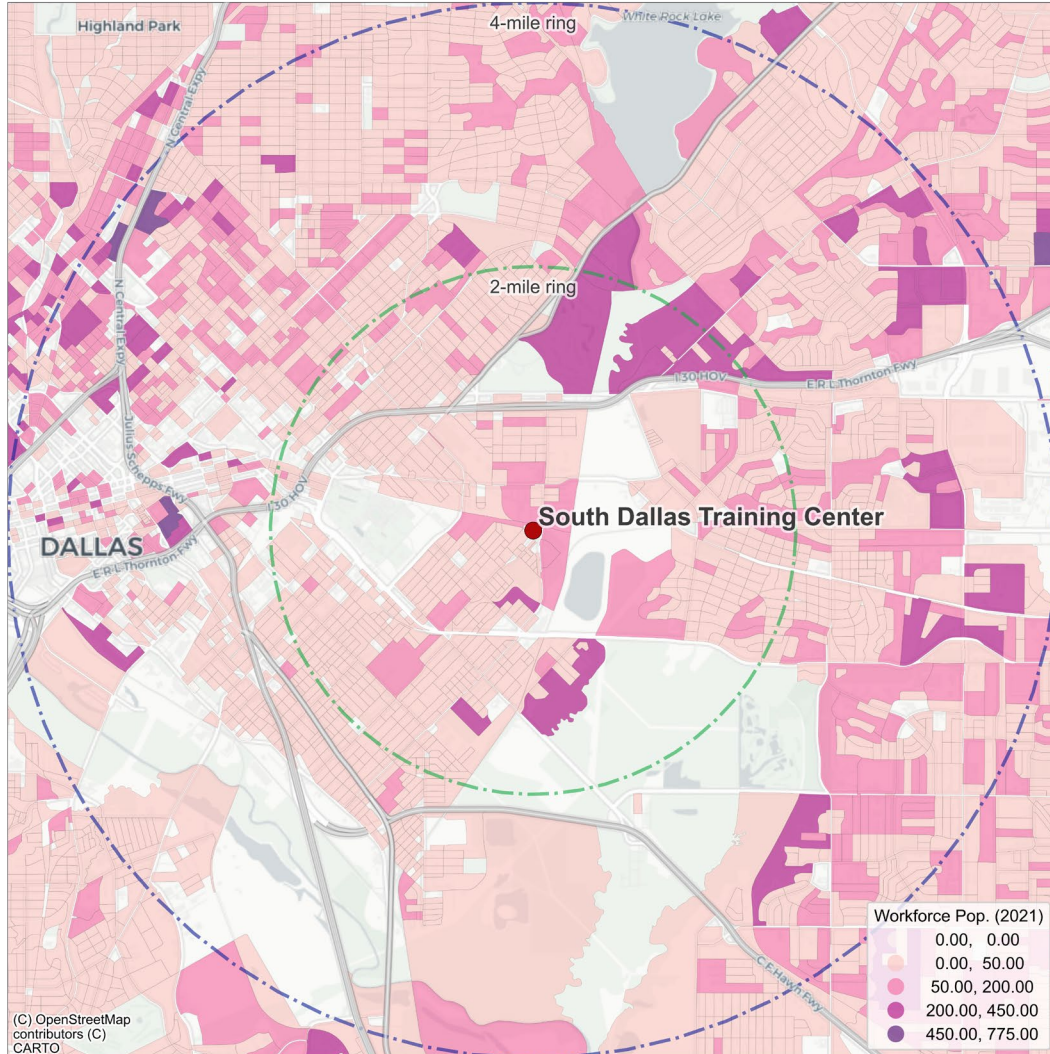 Highland Park
4-mile ring
White Rock Lake
N Central Expy
2-mile ring
N Central Expy
I 30 HOV
E R L Thornton Fwy
Julius Schepps Fwy
I 30 HOV
South Dallas Training Center
DALLAS
E R L Thornton Fwy
C F Hawn Fwy
Workforce Pop. (2021)
0.00, 0.00
0.00, 50.00
50.00, 200.00
200.00, 450.00
450.00, 775.00
(C) OpenStreetMap
contributors (C)
CARTO